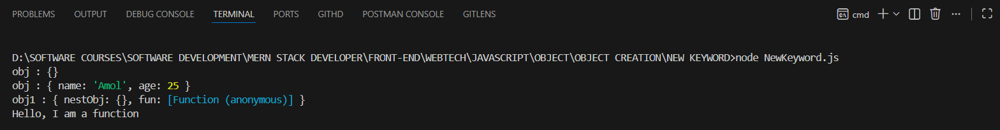 PROBLEMS OUTPUT DEBUG CONSOLE TERMINAL PORTS GITHD POSTMAN CONSOLE GITLENS cmd
D:\SOFTWARE COURSES\SOFTWARE DEVELOPMENT\MERN STACK DEVELOPER\FRONT-END\WEBTECH\JAVASCRIPT\OBJECT\OBJECT CREATION\NEW KEYWORD>node NewKeyword.js
obj : {}
obj : { name: 'Amol', age: 25 }
obj1 : { nestObj: {}, fun: [Function (anonymous)] }
Hello, I am a function